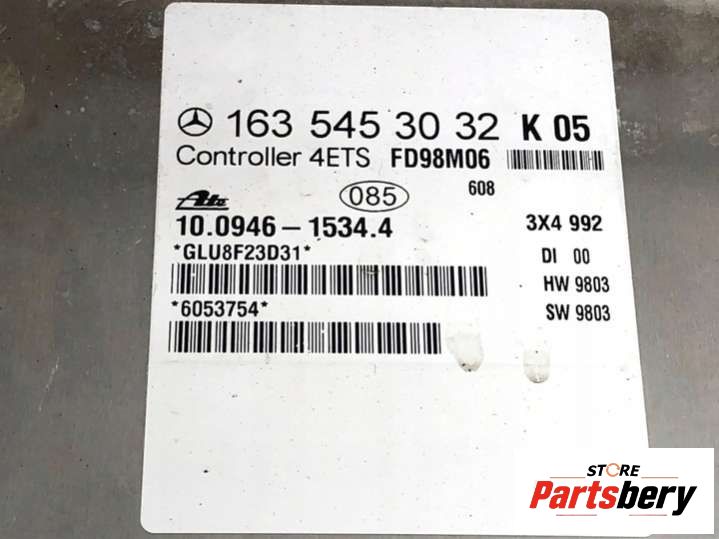 163 545 30 32 K 05
Controller 4ETS FD98M06
608
Ate
085
10.0946-1534.4
3X4 992
*GLU8F23D31*
DI 00
HW 9803
*6053754*
SW 9803
STORE
Partsbery